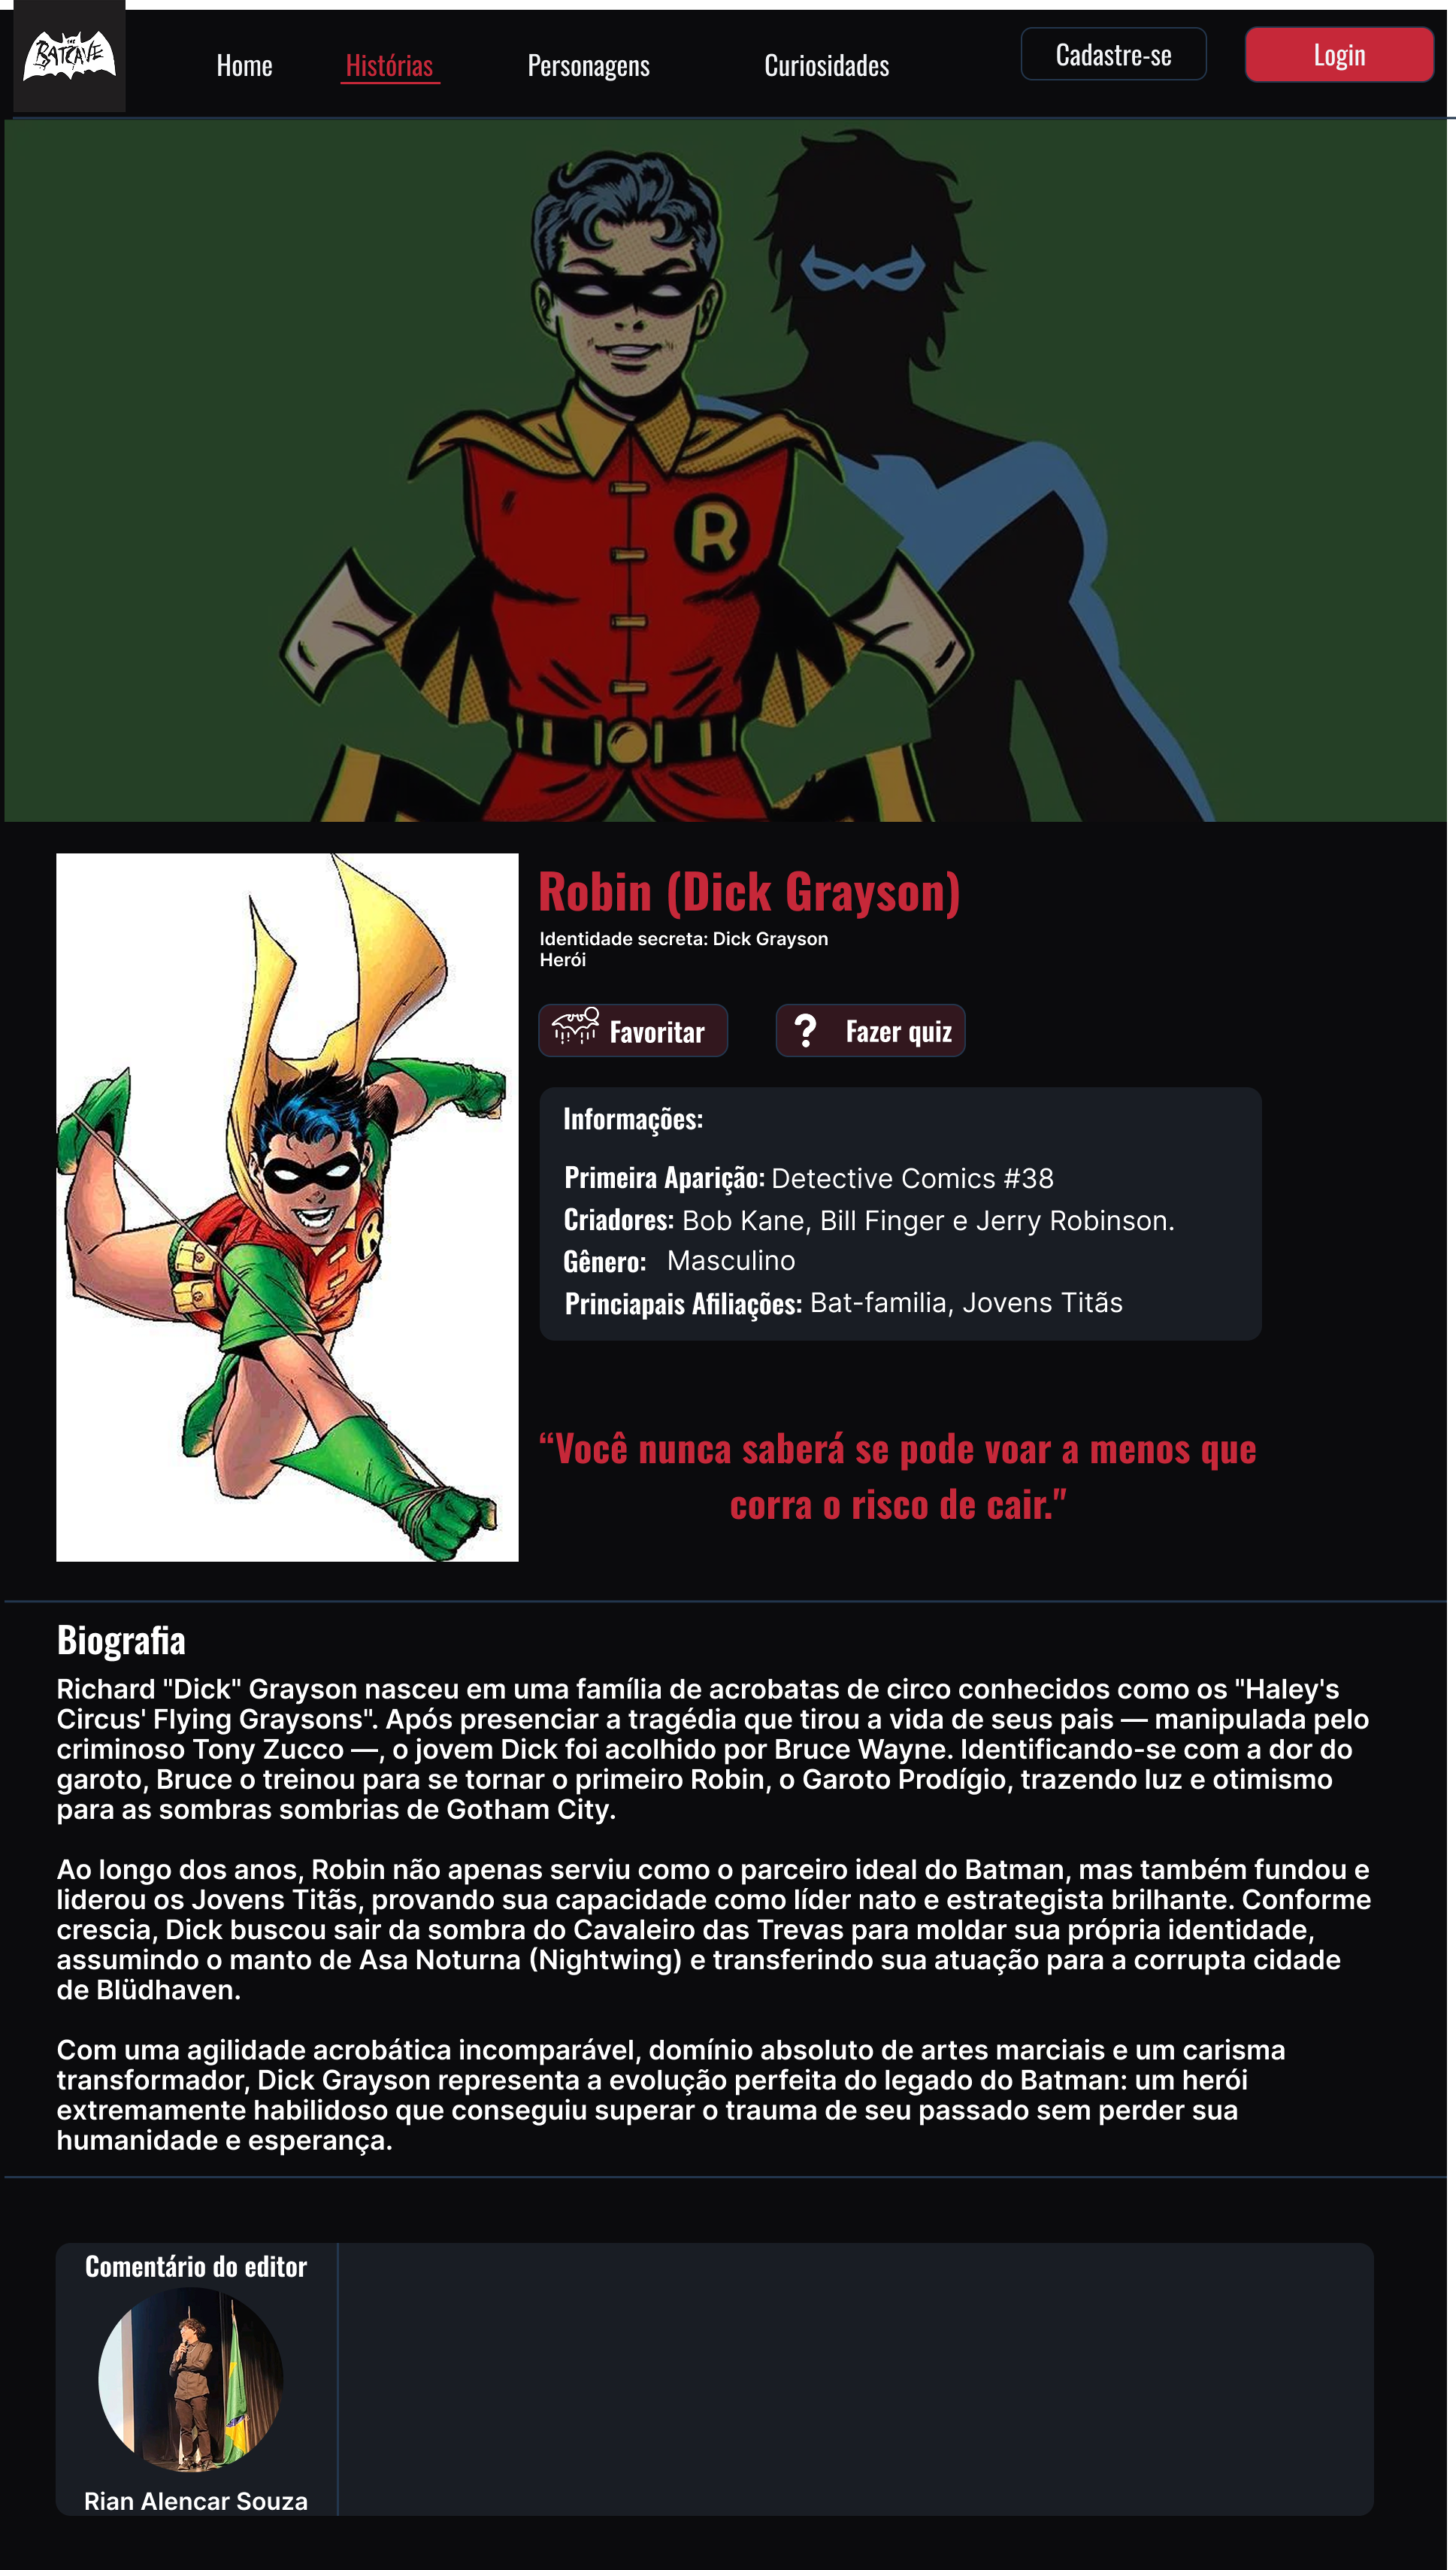 THE
BATCAVE
Home
Histórias
Personagens
Curiosidades
Cadastre-se
Login
R
Robin (Dick Grayson)
Identidade secreta: Dick Grayson
Herói
Favoritar
? Fazer quiz
Informações:
Primeira Aparição: Detective Comics #38
Criadores: Bob Kane, Bill Finger e Jerry Robinson.
Gênero: Masculino
Princiapais Afiliações: Bat-familia, Jovens Titãs
“Você nunca saberá se pode voar a menos que
corra o risco de cair."
Biografia
Richard "Dick" Grayson nasceu em uma família de acrobatas de circo conhecidos como os "Haley's
Circus' Flying Graysons". Após presenciar a tragédia que tirou a vida de seus pais — manipulada pelo
criminoso Tony Zucco —, o jovem Dick foi acolhido por Bruce Wayne. Identificando-se com a dor do
garoto, Bruce o treinou para se tornar o primeiro Robin, o Garoto Prodígio, trazendo luz e otimismo
para as sombras sombrias de Gotham City.
Ao longo dos anos, Robin não apenas serviu como o parceiro ideal do Batman, mas também fundou e
liderou os Jovens Titãs, provando sua capacidade como líder nato e estrategista brilhante. Conforme
crescia, Dick buscou sair da sombra do Cavaleiro das Trevas para moldar sua própria identidade,
assumindo o manto de Asa Noturna (Nightwing) e transferindo sua atuação para a corrupta cidade
de Blüdhaven.
Com uma agilidade acrobática incomparável, domínio absoluto de artes marciais e um carisma
transformador, Dick Grayson representa a evolução perfeita do legado do Batman: um herói
extremamente habilidoso que conseguiu superar o trauma de seu passado sem perder sua
humanidade e esperança.
Comentário do editor
Rian Alencar Souza